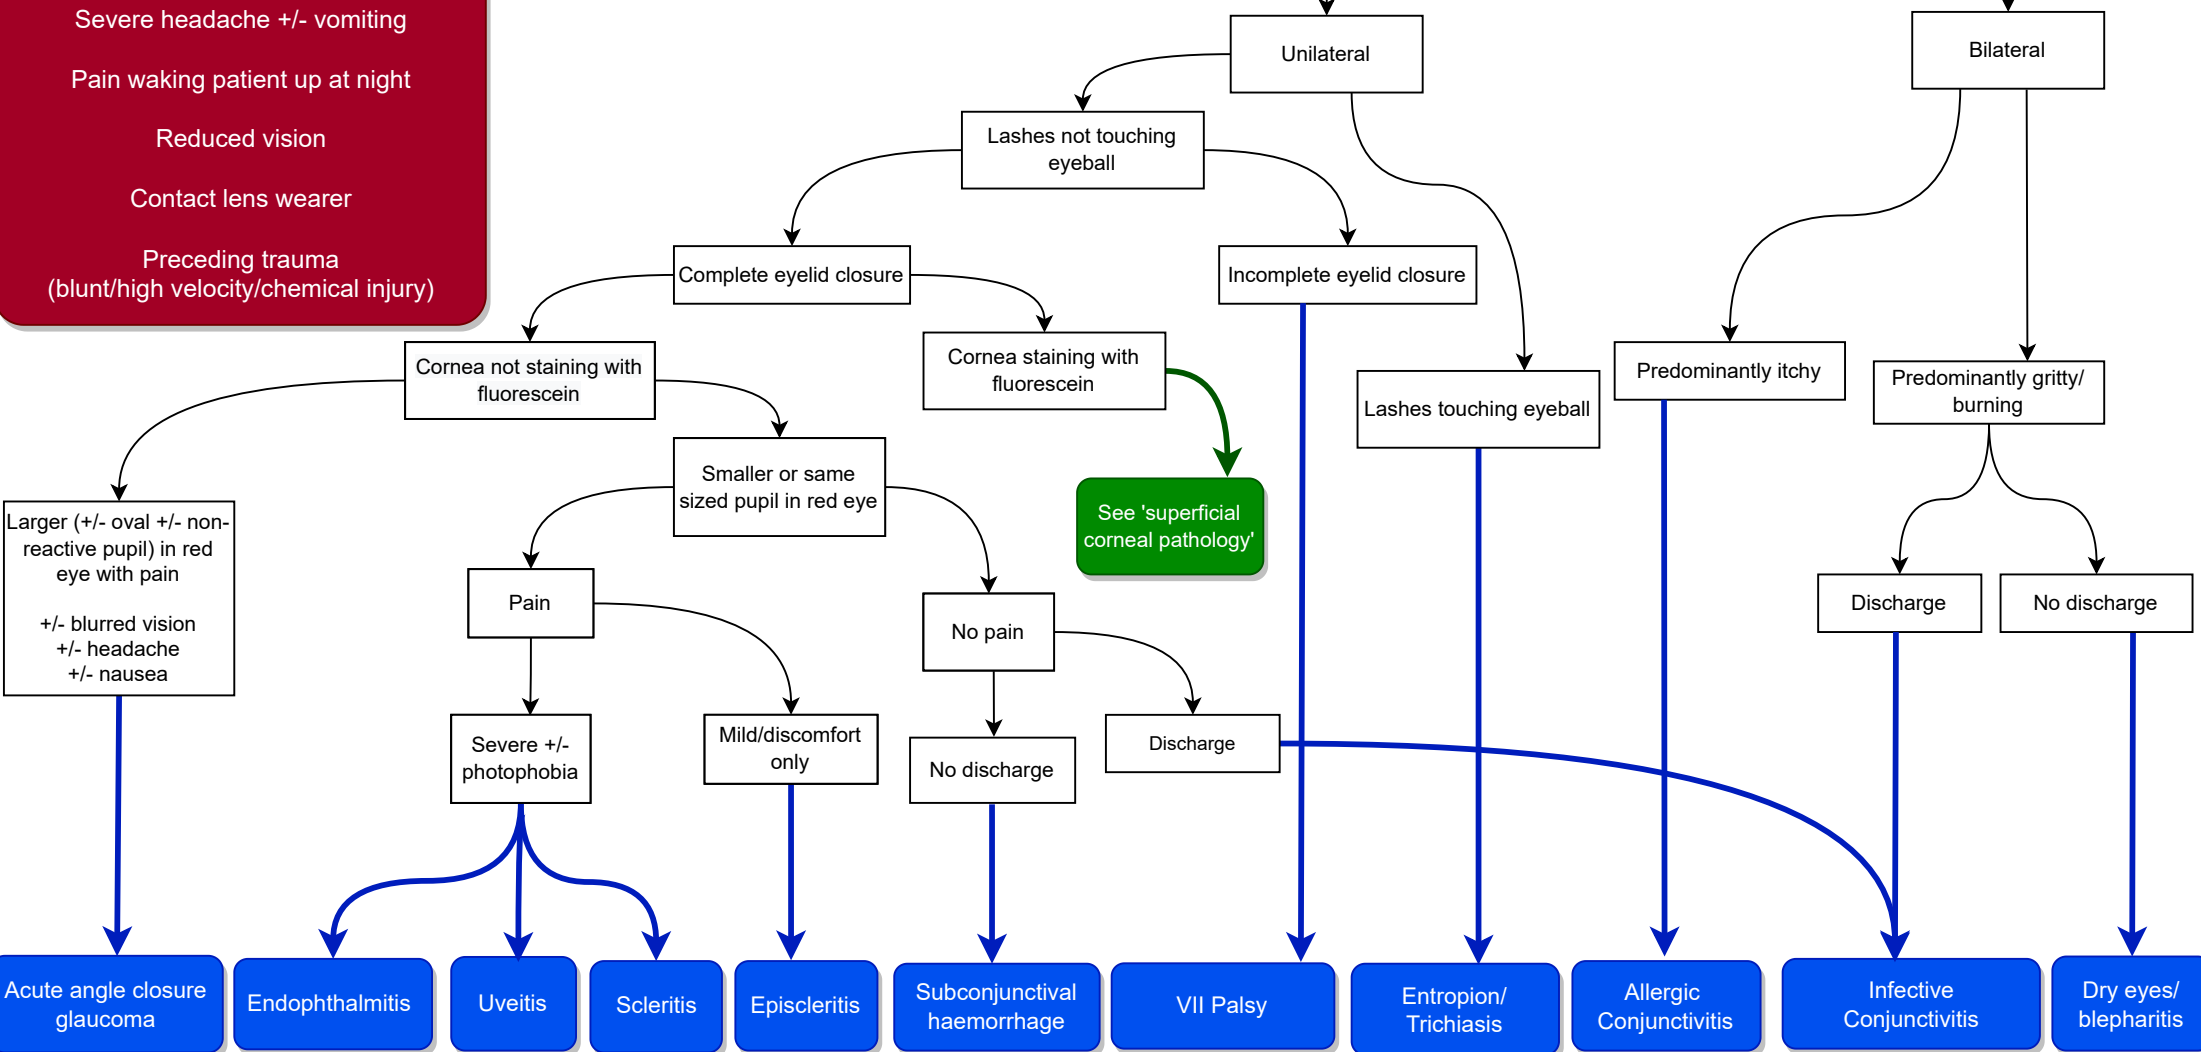 Severe headache +/- vomiting
Pain waking patient up at night
Reduced vision
Contact lens wearer
Preceding trauma
(blunt/high velocity/chemical injury)
Unilateral
Bilateral
Lashes not touching
eyeball
Complete eyelid closure
Incomplete eyelid closure
Cornea not staining with
fluorescein
Cornea staining with
fluorescein
Lashes touching eyeball
Predominantly itchy
Predominantly gritty/
burning
Smaller or same
sized pupil in red eye
See 'superficial
corneal pathology'
Larger (+/- oval +/- non-
reactive pupil) in red
eye with pain
+/- blurred vision
+/- headache
+/- nausea
Pain
No pain
Discharge
No discharge
Severe +/-
photophobia
Mild/discomfort
only
No discharge
Discharge
Acute angle closure
glaucoma
Endophthalmitis
Uveitis
Scleritis
Episcleritis
Subconjunctival
haemorrhage
VII Palsy
Entropion/
Trichiasis
Allergic
Conjunctivitis
Infective
Conjunctivitis
Dry eyes/
blepharitis